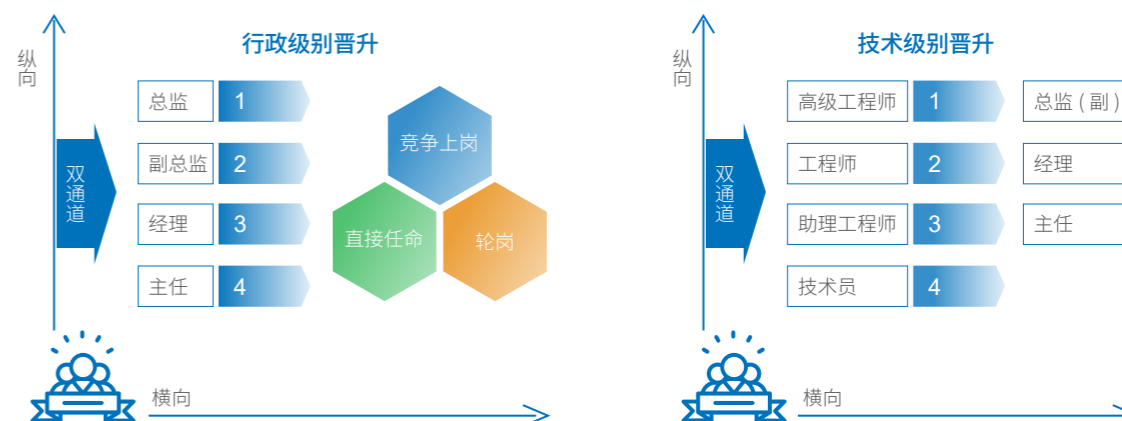 行政级别晋升
纵向
双通道
总监
1
副总监
2
经理
3
主任
4
竞争上岗
直接任命
轮岗
横向
技术级别晋升
纵向
双通道
高级工程师
1
总监 ( 副 )
工程师
2
经理
助理工程师
3
主任
技术员
4
横向